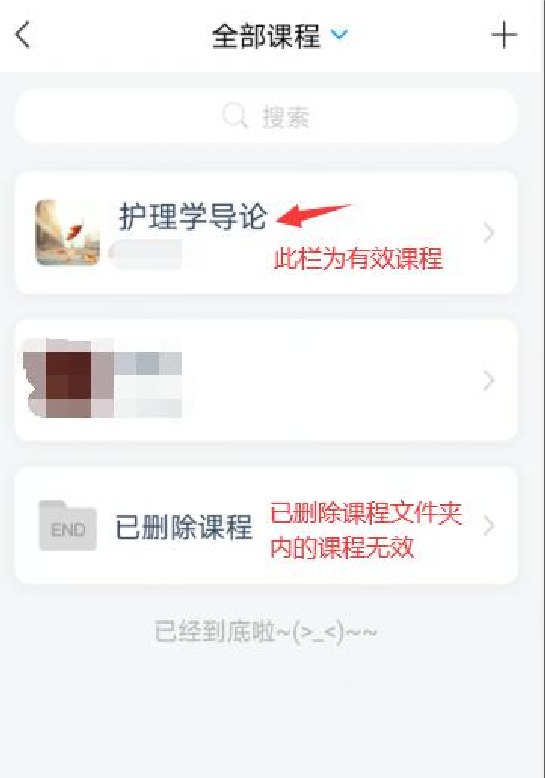 全部课程
搜索
护理学导论
此栏为有效课程
END
已删除课程
已删除课程文件夹
内的课程无效
已经到底啦~(>_<)~~